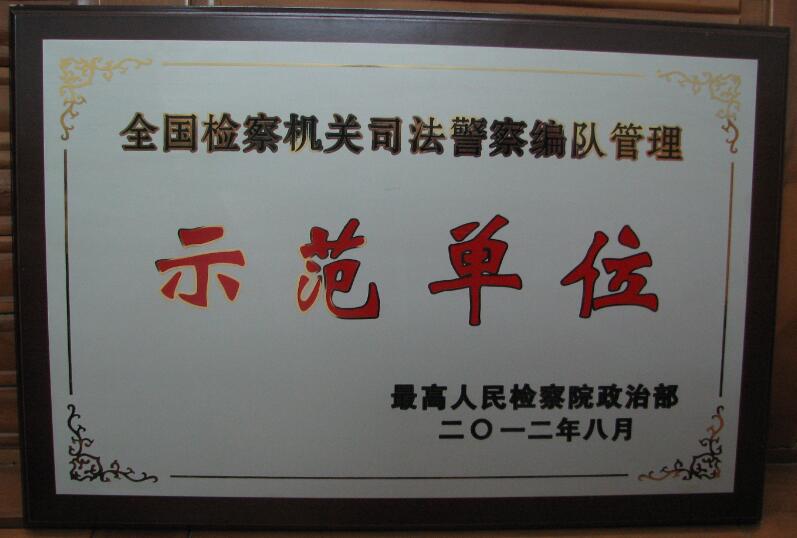 全国检察机关司法警察编队管理
示范单位
最高人民检察院政治部
二〇一二年八月